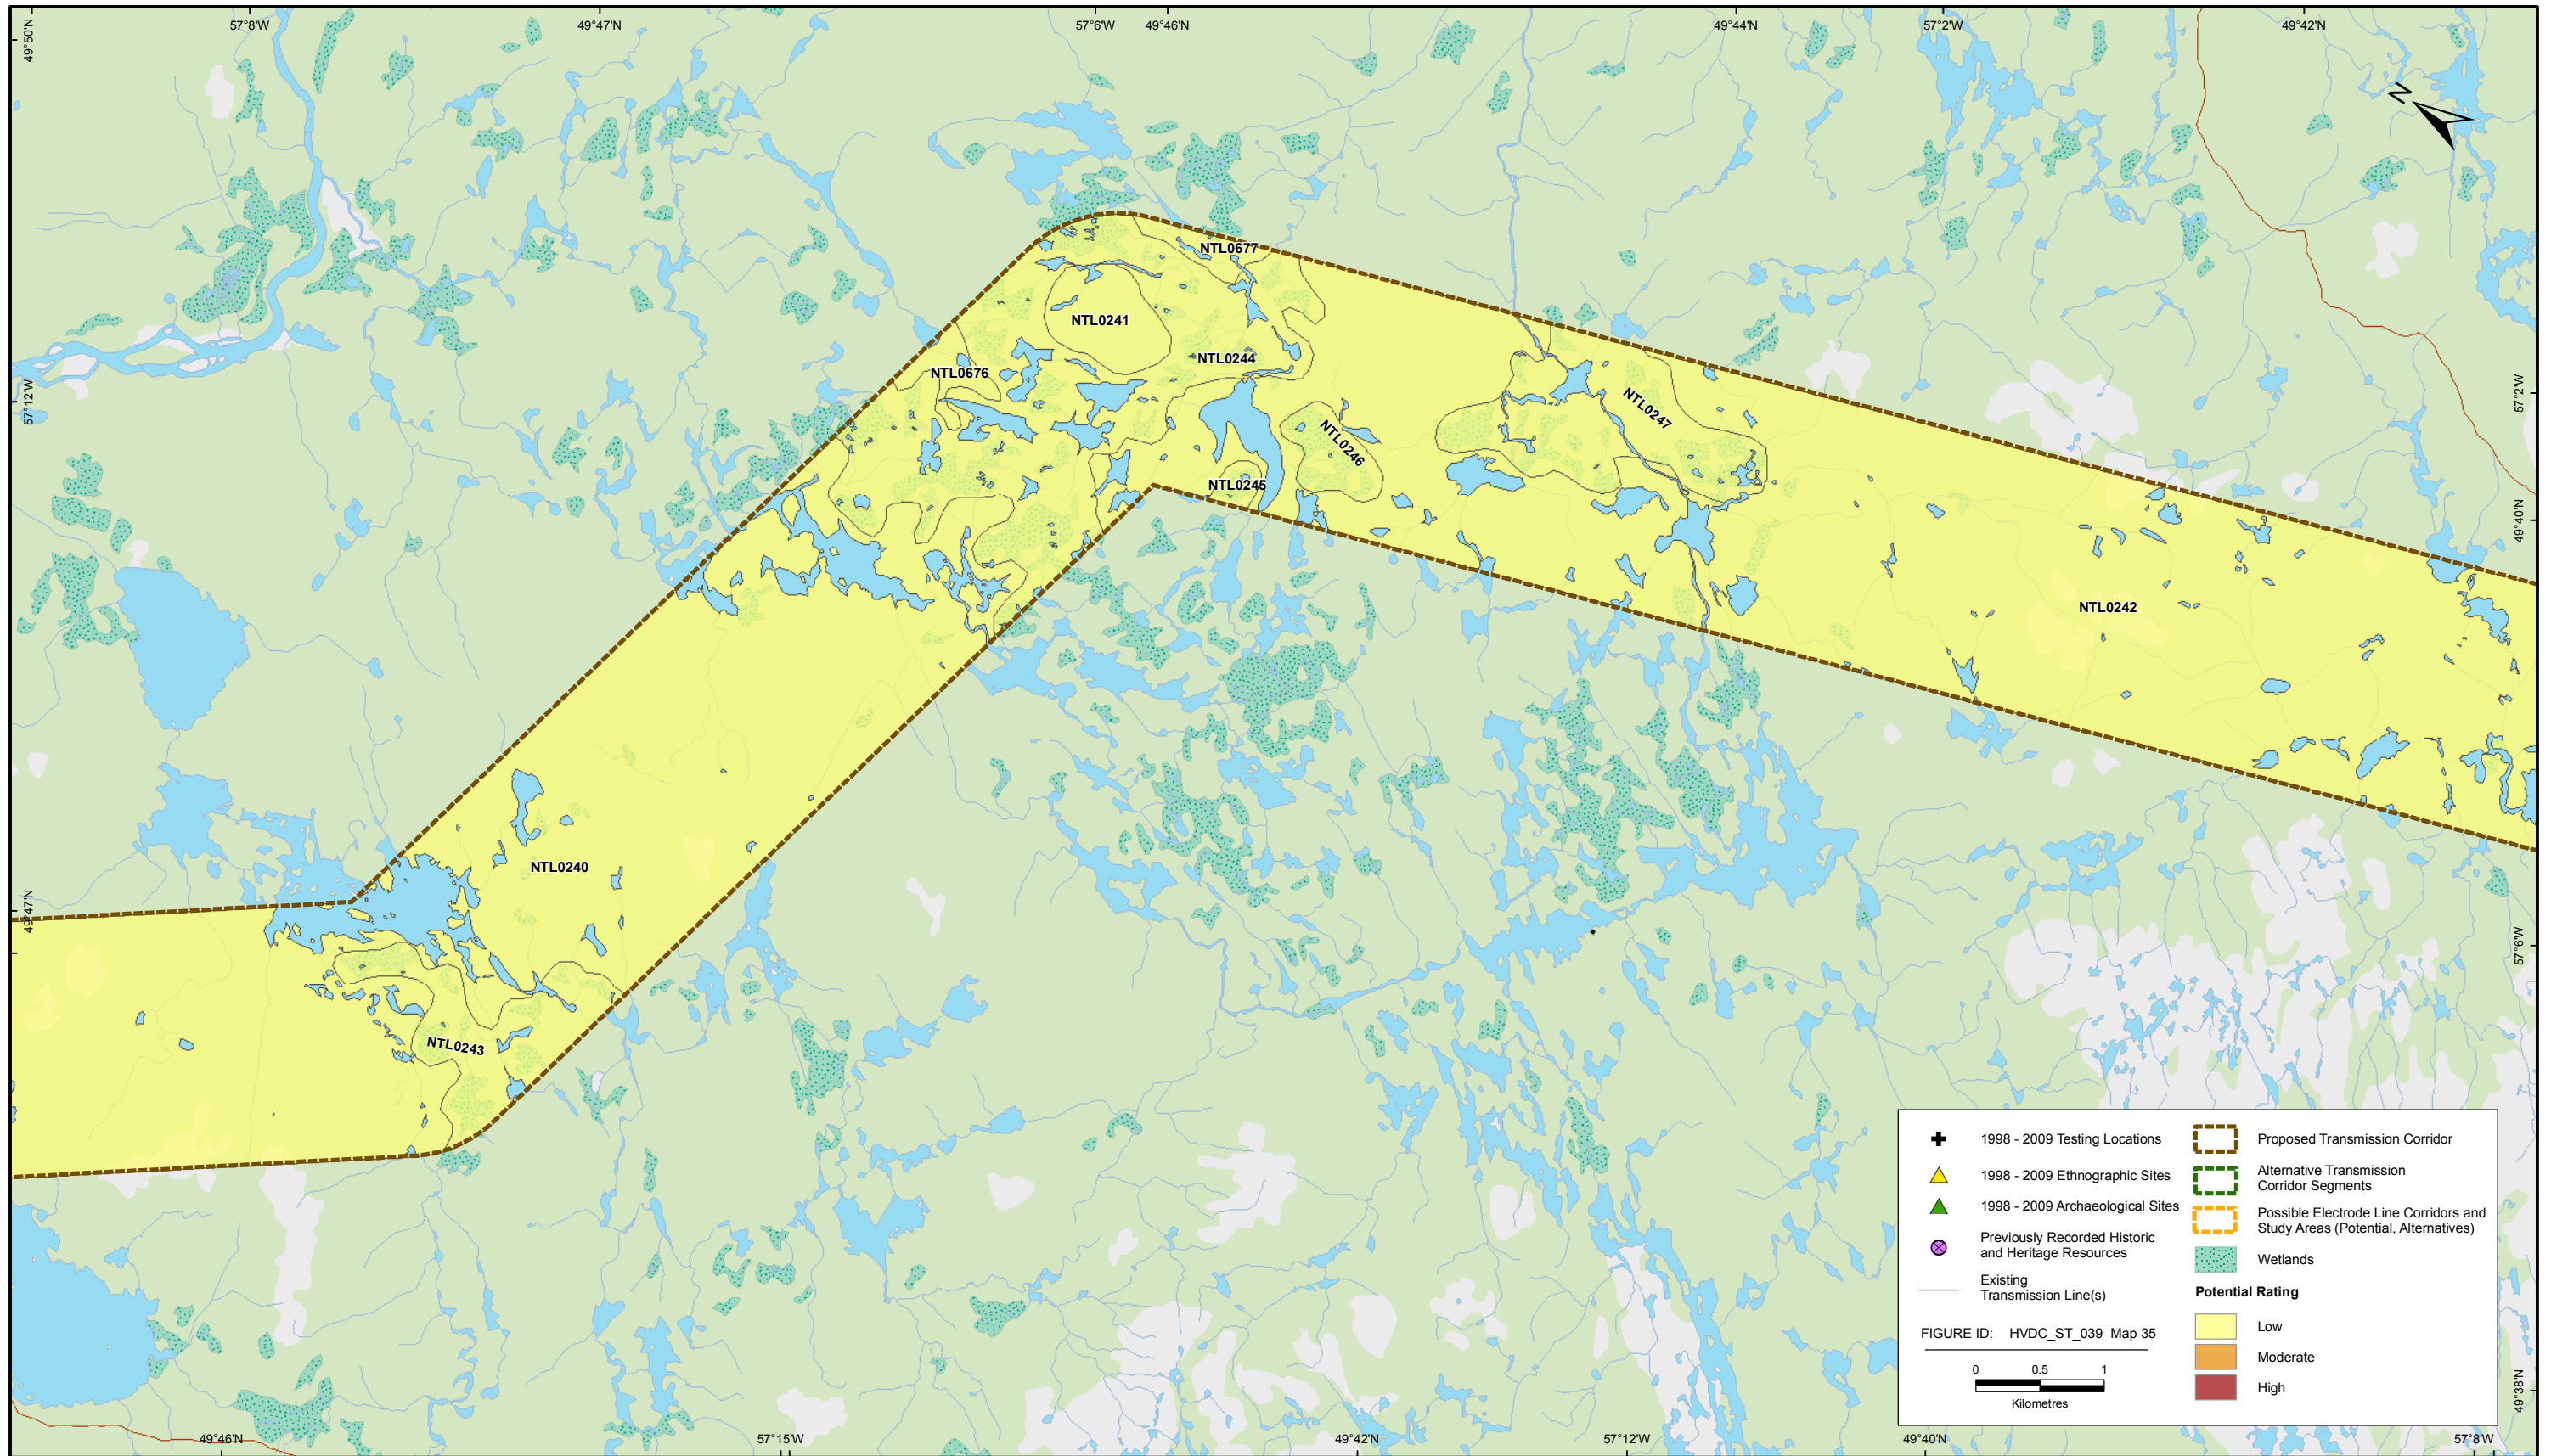 57°8'W
49°47'N
57°6'W
49°46'N
49°44'N
57°2'W
49°42'N
49°50'N
N
NTL0677
NTL0241
NTL0244
NTL0676
57°12'W
57°2'W
NTL0247
NTL0246
NTL0245
49°40'N
NTL0242
NTL0240
49°47'N
57°6'W
NTL0243
1998 - 2009 Testing Locations
1998 - 2009 Ethnographic Sites
1998 - 2009 Archaeological Sites
Previously Recorded Historic
and Heritage Resources
Existing
Transmission Line(s)
FIGURE ID: HVDC_ST_039 Map 35
0 0.5 1
Kilometres
Proposed Transmission Corridor
Alternative Transmission
Corridor Segments
Possible Electrode Line Corridors and
Study Areas (Potential, Alternatives)
Wetlands
Potential Rating
Low
Moderate
High
49°38'N
49°46'N
57°15'W
49°42'N
57°12'W
49°40'N
57°8'W